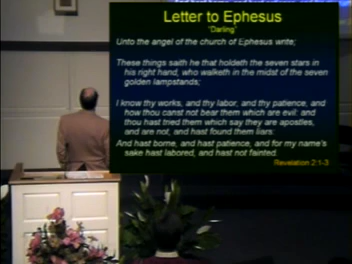 Letter to Ephesus
"Darling"
Unto the angel of the church of Ephesus write;
These things saith he that holdeth the seven stars in
his right hand, who walketh in the midst of the seven
golden lampstands;
I know thy works, and thy labor, and thy patience, and
how thou canst not bear them which are evil: and
thou hast tried them which say they are apostles,
and are not, and hast found them liars:
And hast borne, and hast patience, and for my name's
sake hast labored, and hast not fainted.
Revelation 2:1-3